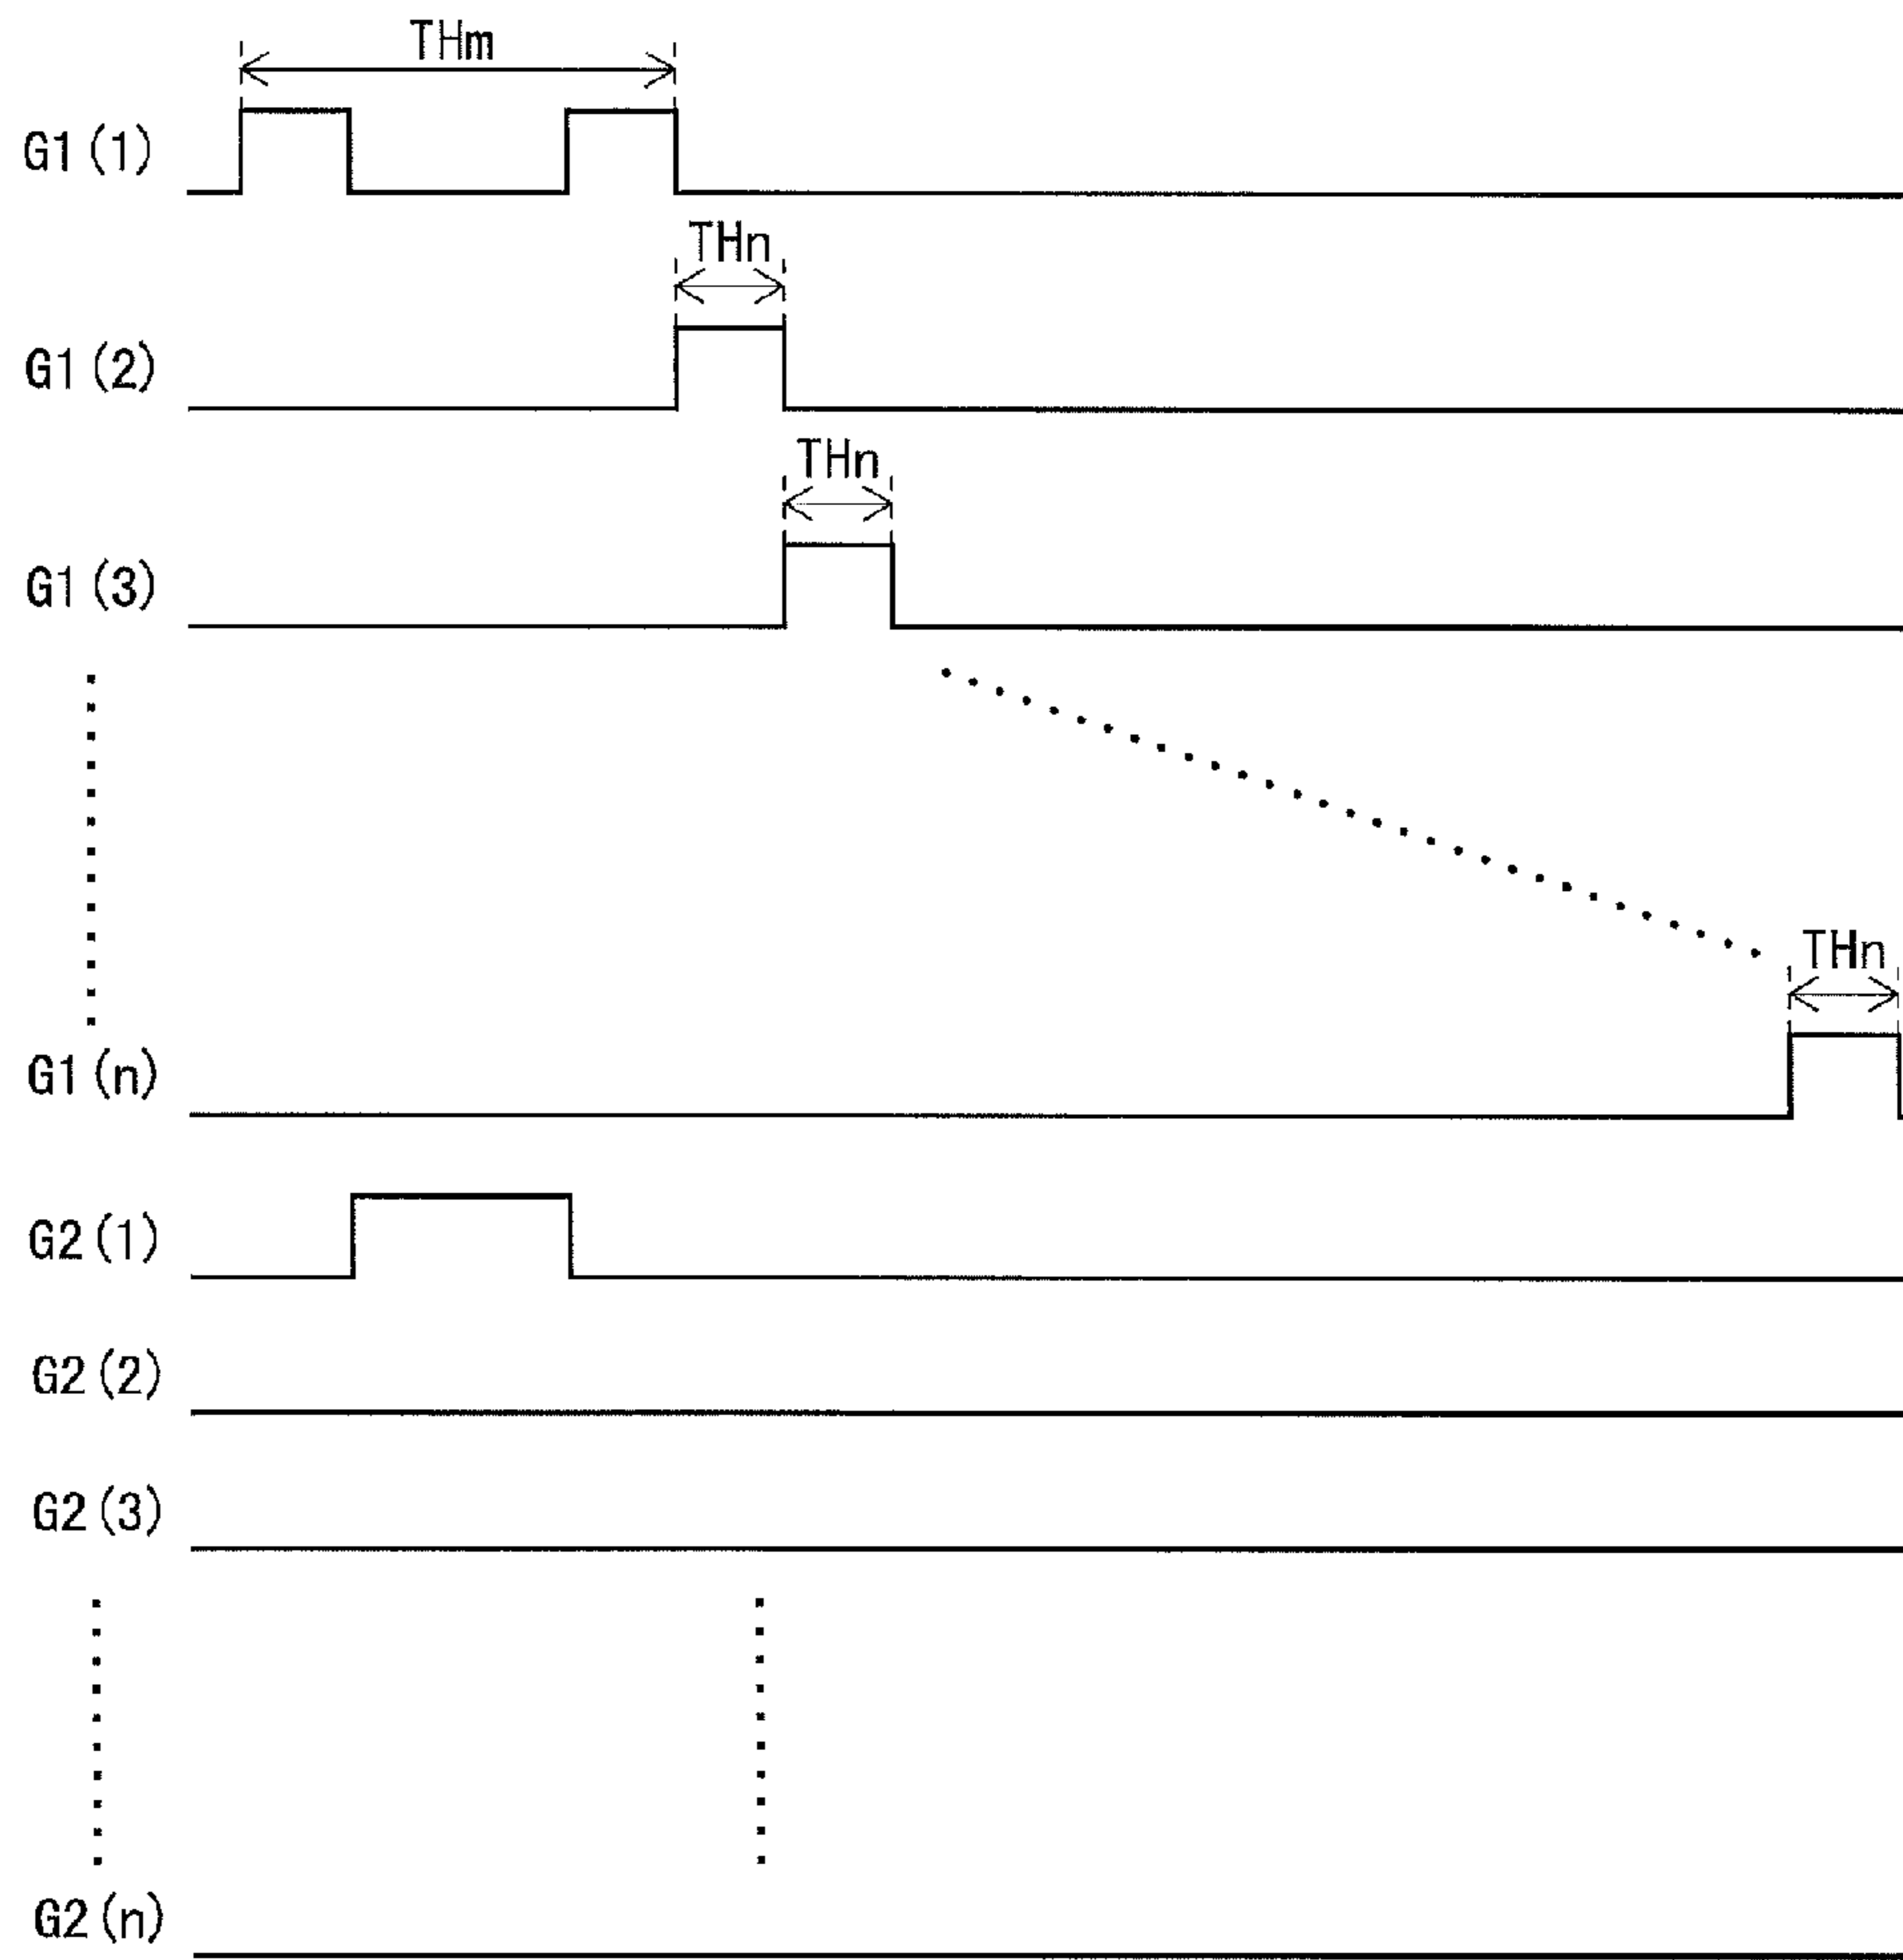 THm
G1(1)
THn
G1(2)
THn
G1(3)
THn
G1(n)
G2(1)
G2(2)
G2(3)
G2(n)